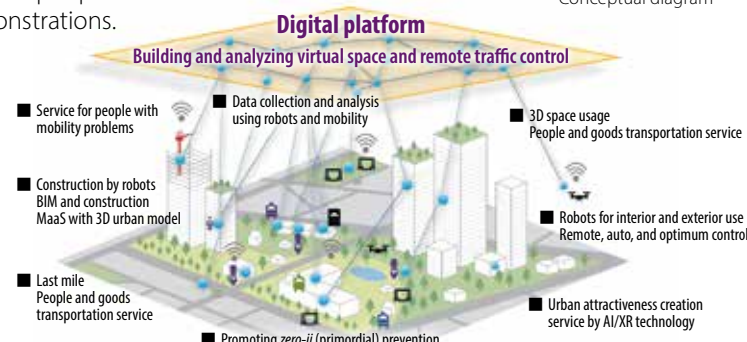 Conceptual diagram
onstrations.
Digital platform
Building and analyzing virtual space and remote traffic control
■ Service for people with
mobility problems
■ Data collection and analysis
using robots and mobility
■ 3D space usage
People and goods transportation service
■ Construction by robots
BIM and construction
MaaS with 3D urban model
■ Robots for interior and exterior use
Remote, auto, and optimum control
■ Last mile
People and goods
transportation service
■ Urban attractiveness creation
service by AI/XR technology
■ Promoting zero-ji (primordial) prevention